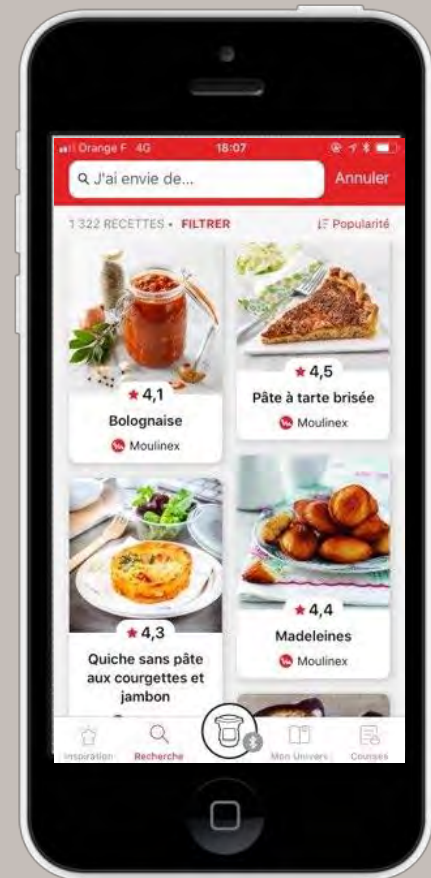 Orange F 4G 18:07
J'ai envie de... Annuler
1 322 RECETTES • FILTRER Popularité
4,1
Bolognaise
Moulinex
4,5
Pâte à tarte brisée
Moulinex
4,3
Quiche sans pâte
aux courgettes et
jambon
4,4
Madeleines
Moulinex
Inspiration Recherche Mon Univers Courses